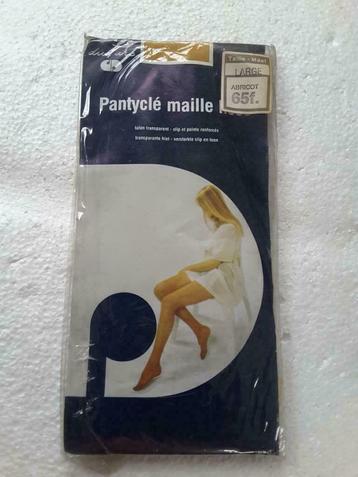 Taille - Maat
LARGE
ABRICOT
65f.
Pantyclé maille
talon transparent - slip et pointe renforcés
transparante hiel - versterkte slip en teen